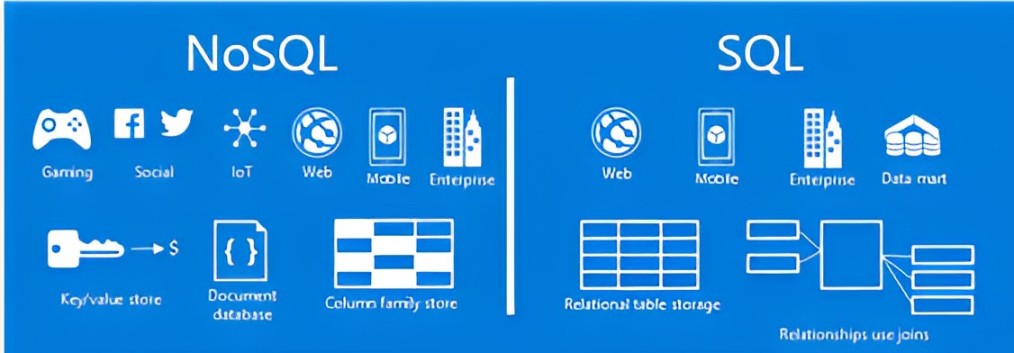 NoSQL
SQL
Gaming
Social
IoT
Web
Mobile
Enterprise
Web
Mobile
Enterprise
Data mart
Key/value store
$
Document
database
{ }
Column family store
Relational table storage
Relationships use joins